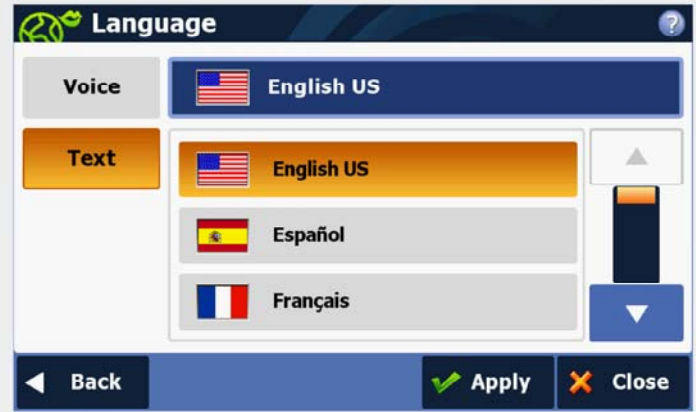 Language
?
Voice
English US
Text
English US
Español
Français
Back
Apply
Close